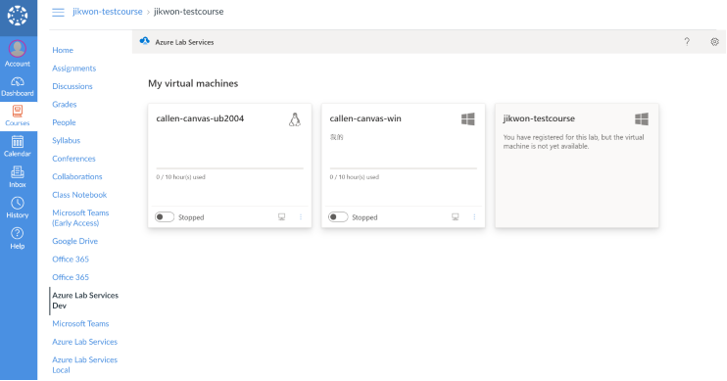 jikwon-testcourse › jikwon-testcourse
Account
Dashboard
Courses
Calendar
Inbox
History
Help
Home
Assignments
Discussions
Grades
People
Syllabus
Conferences
Collaborations
Class Notebook
Microsoft Teams
(Early Access)
Google Drive
Office 365
Office 365
Azure Lab Services
Dev
Microsoft Teams
Azure Lab Services
Azure Lab Services
Local
Azure Lab Services
?
My virtual machines
callen-canvas-ub2004
0 / 10 hour(s) used
Stopped
callen-canvas-win
0 / 10 hour(s) used
Stopped
jikwon-testcourse
You have registered for this lab, but the virtual
machine is not yet available.